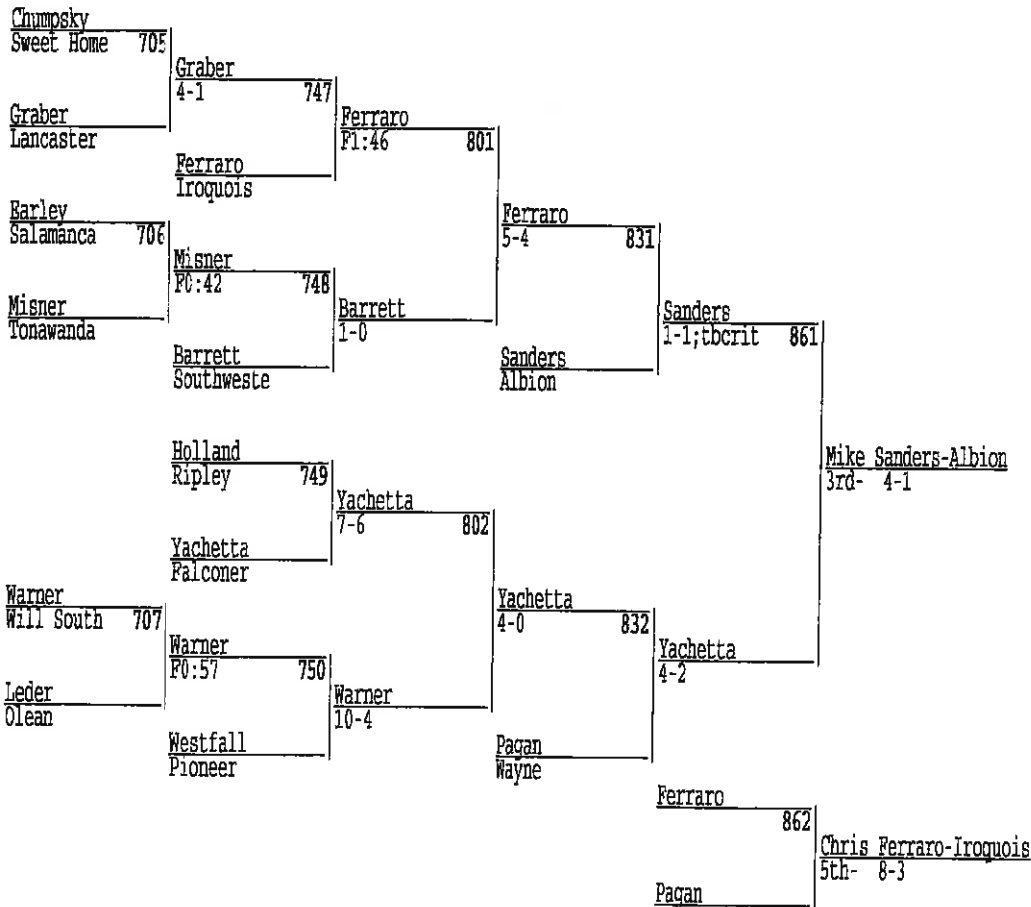 Chumpsky
Sweet Home 705
Graber
4-1 747
Graber
Lancaster
Ferraro
F1:46 801
Ferraro
Iroquois
Earley
Salamanca 706
Ferraro
5-4 831
Misner
F0:42 748
Misner
Tonawanda
Barrett
1-0
Sanders
1-1;tbcrit 861
Barrett
Southweste
Sanders
Albion
Holland
Ripley 749
Mike Sanders-Albion
3rd- 4-1
Yachetta
7-6 802
Yachetta
Falconer
Warner
Will South 707
Yachetta
4-0 832
Warner
F0:57 750
Yachetta
4-2
Leder
Olean
Warner
10-4
Westfall
Pioneer
Pagan
Wayne
Ferraro
862
Chris Ferraro-Iroquois
5th- 8-3
Pagan